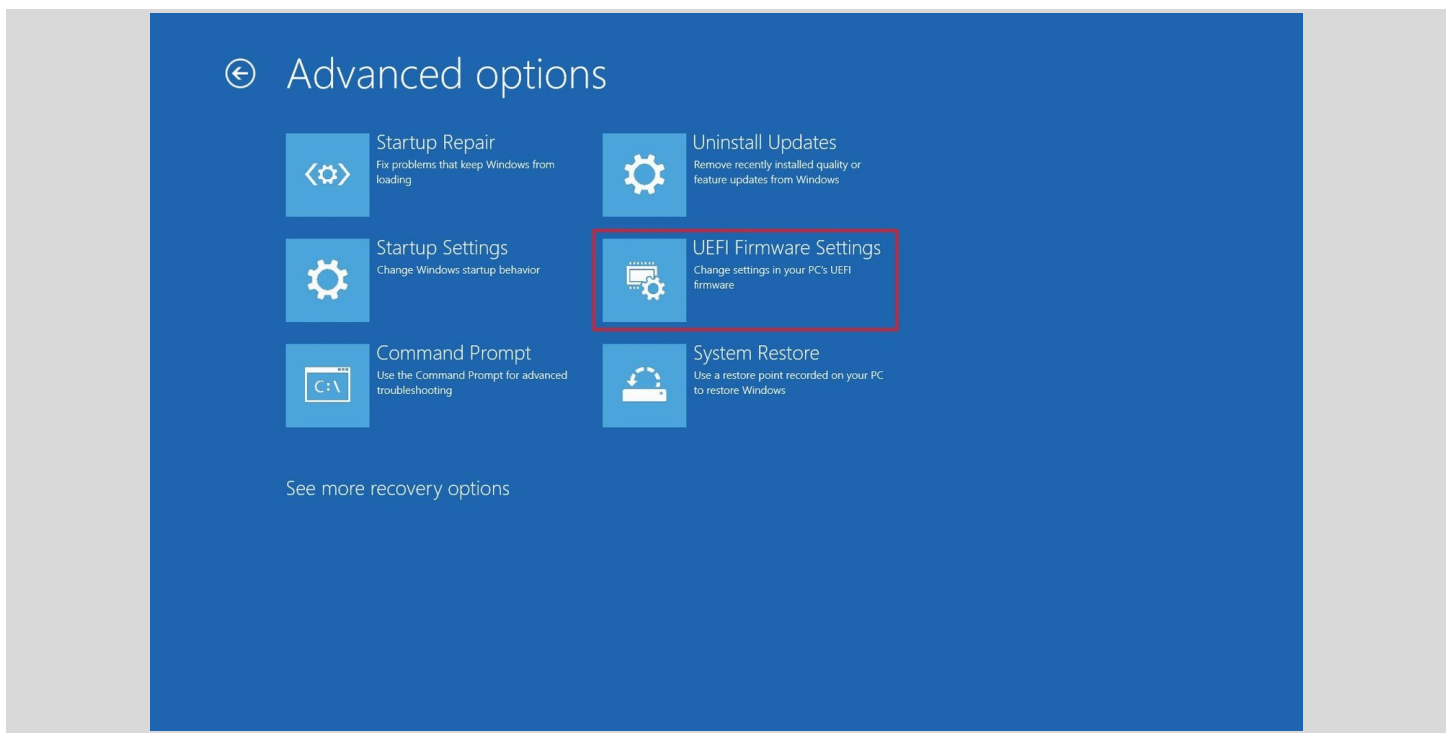 Advanced options
Startup Repair
Fix problems that keep Windows from
loading
Uninstall Updates
Remove recently installed quality or
feature updates from Windows
Startup Settings
Change Windows startup behavior
UEFI Firmware Settings
Change settings in your PC's UEFI
firmware
Command Prompt
Use the Command Prompt for advanced
troubleshooting
C:\
System Restore
Use a restore point recorded on your PC
to restore Windows
See more recovery options